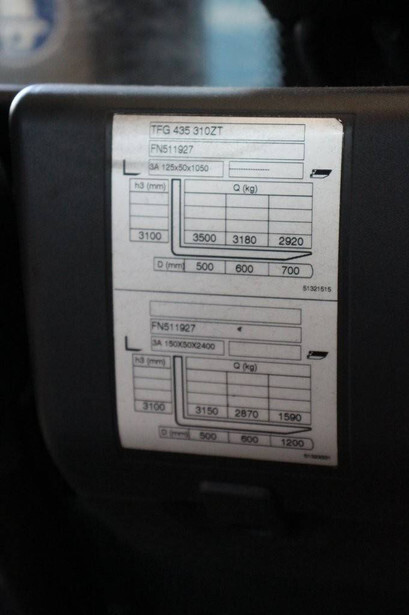 TFG 435 310ZT
FN511927
3A 125x50x1050
h3 (mm) Q (kg)
3100 3500 3180 2920
D (mm) 500 600 700
51321515
FN511927
3A 150X50X2400
h3 (mm) Q (kg)
3100 3150 2870 1590
D (mm) 500 600 1200